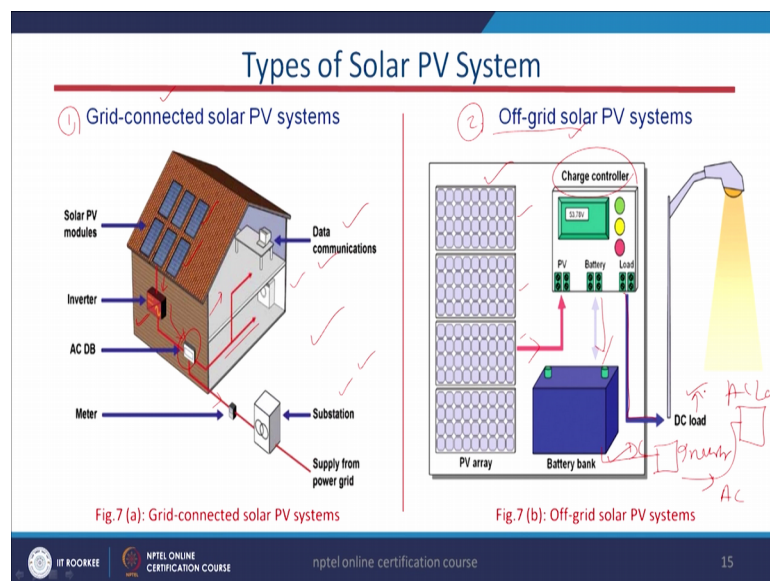 Types of Solar PV System
① Grid-connected solar PV systems
Solar PV
modules
Inverter
AC DB
Meter
Data
communications
Substation
Supply from
power grid
Fig.7 (a): Grid-connected solar PV systems
② Off-grid solar PV systems
Charge controller
53.78V
PV
Battery
Load
PV array
Battery bank
DC load
DC
AC
Fig.7 (b): Off-grid solar PV systems
IIT ROORKEE
NPTEL ONLINE
CERTIFICATION COURSE
nptel online certification course
15